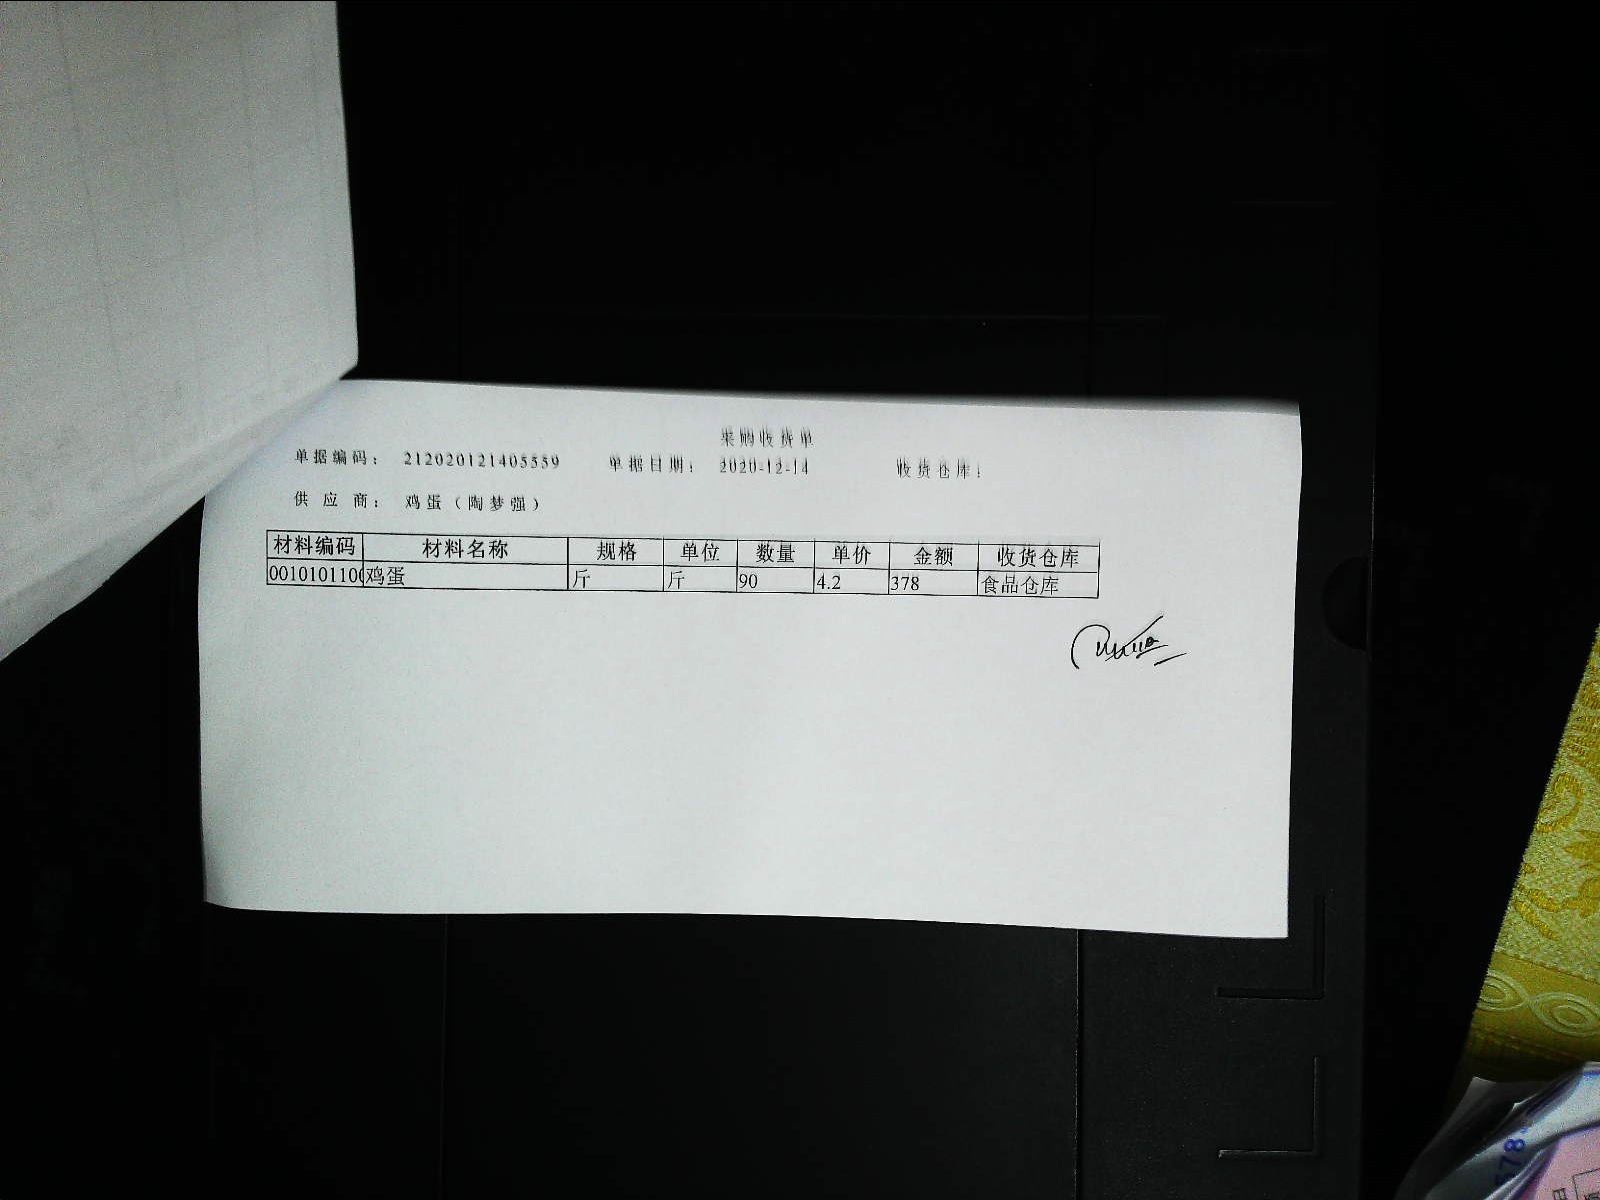 采购收货单
单据编码： 212020121405559 单据日期： 2020-12-14 收货仓库：
供 应 商： 鸡蛋（陶梦强）
材料编码 材料名称 规格 单位 数量 单价 金额 收货仓库
0010101100 鸡蛋 斤 斤 90 4.2 378 食品仓库
578